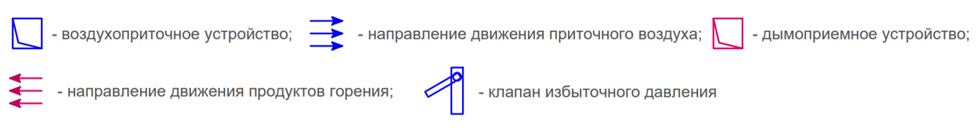 - воздухоприточное устройство; - направление движения приточного воздуха; - дымоприемное устройство;
- направление движения продуктов горения; - клапан избыточного давления